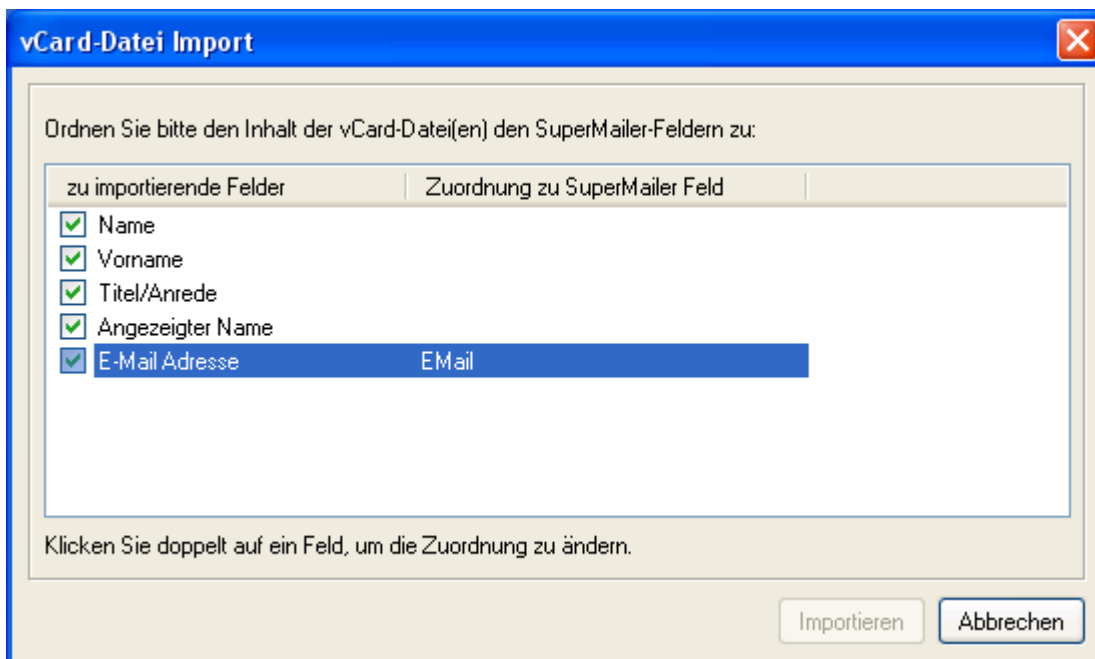 vCard-Datei Import
Ordnen Sie bitte den Inhalt der vCard-Datei(en) den SuperMailer-Feldern zu:
zu importierende Felder Zuordnung zu SuperMailer Feld
Name
Vorname
Titel/Anrede
Angezeigter Name
E-Mail Adresse EMail
Klicken Sie doppelt auf ein Feld, um die Zuordnung zu ändern.
Importieren Abbrechen